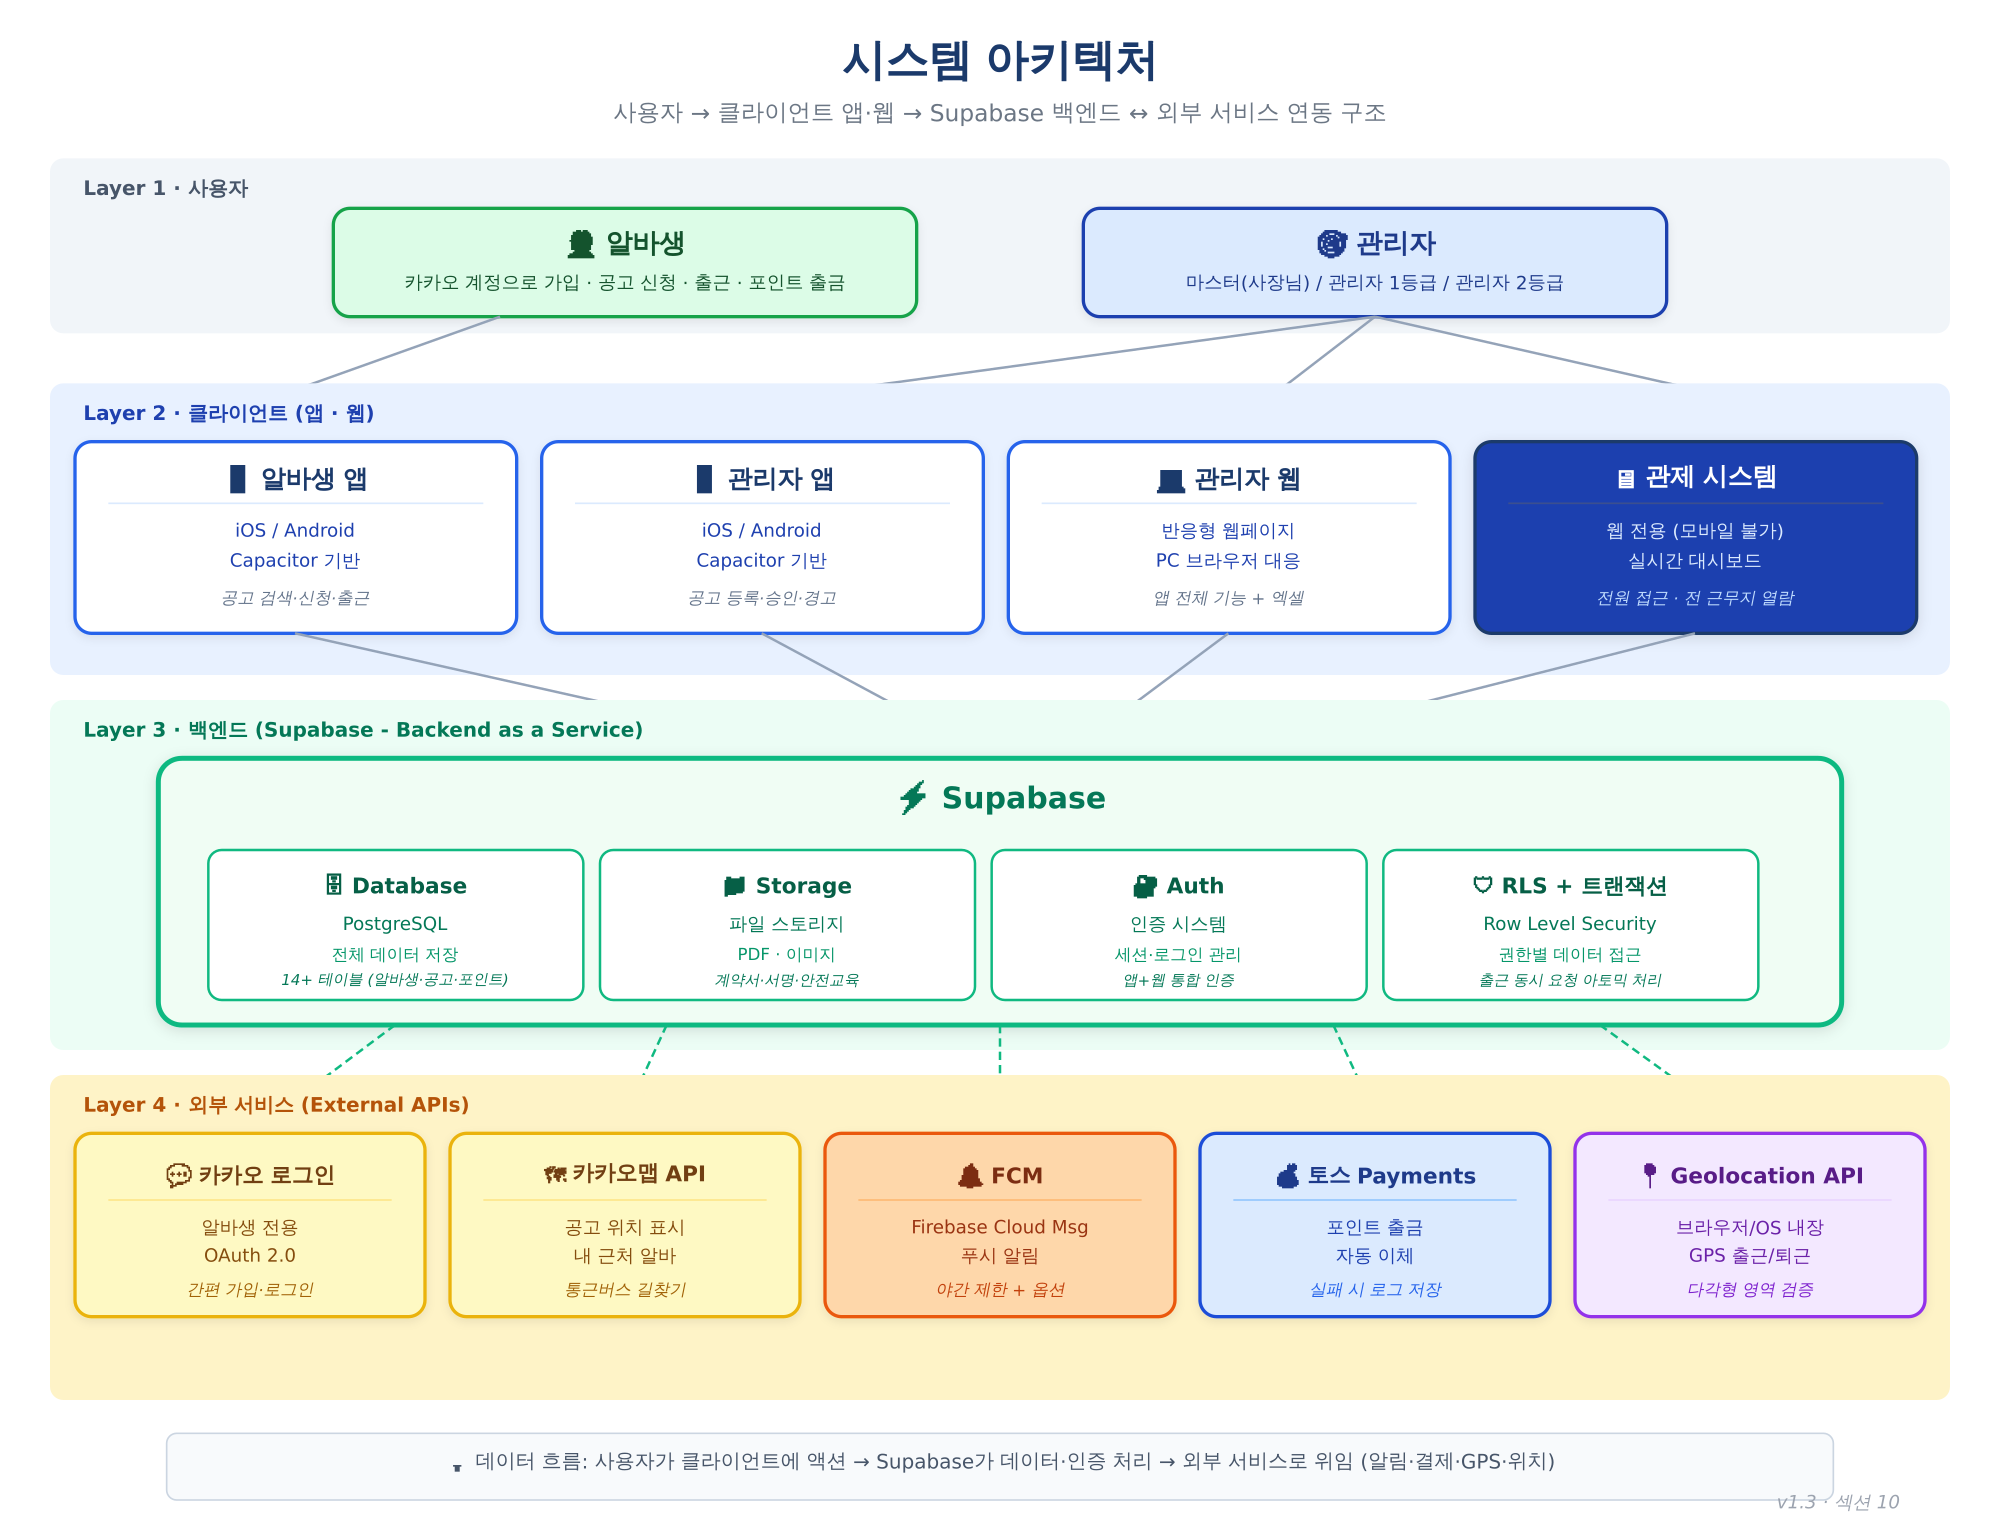 시스템 아키텍처
사용자 → 클라이언트 앱·웹 → Supabase 백엔드 ↔ 외부 서비스 연동 구조
Layer 1 · 사용자
알바생
카카오 계정으로 가입 · 공고 신청 · 출근 · 포인트 출금
관리자
마스터(사장님) / 관리자 1등급 / 관리자 2등급
Layer 2 · 클라이언트 (앱 · 웹)
알바생 앱
iOS / Android
Capacitor 기반
공고 검색·신청·출근
관리자 앱
iOS / Android
Capacitor 기반
공고 등록·승인·경고
관리자 웹
반응형 웹페이지
PC 브라우저 대응
앱 전체 기능 + 엑셀
관제 시스템
웹 전용 (모바일 불가)
실시간 대시보드
전원 접근 · 전 근무지 열람
Layer 3 · 백엔드 (Supabase - Backend as a Service)
Supabase
Database
PostgreSQL
전체 데이터 저장
14+ 테이블 (알바생·공고·포인트)
Storage
파일 스토리지
PDF · 이미지
계약서·서명·안전교육
Auth
인증 시스템
세션·로그인 관리
앱+웹 통합 인증
RLS + 트랜잭션
Row Level Security
권한별 데이터 접근
출근 동시 요청 아토믹 처리
Layer 4 · 외부 서비스 (External APIs)
카카오 로그인
알바생 전용
OAuth 2.0
간편 가입·로그인
카카오맵 API
공고 위치 표시
내 근처 알바
통근버스 길찾기
FCM
Firebase Cloud Msg
푸시 알림
야간 제한 + 옵션
토스 Payments
포인트 출금
자동 이체
실패 시 로그 저장
Geolocation API
브라우저/OS 내장
GPS 출근/퇴근
다각형 영역 검증
데이터 흐름: 사용자가 클라이언트에 액션 → Supabase가 데이터·인증 처리 → 외부 서비스로 위임 (알림·결제·GPS·위치)
v1.3 · 섹션 10